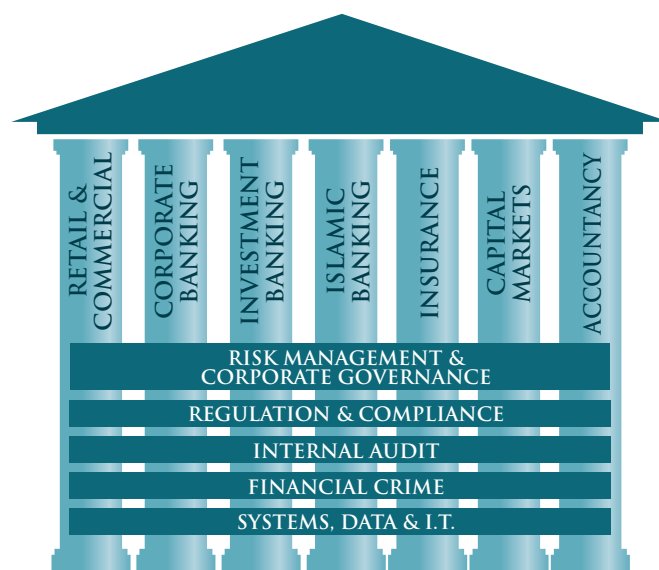 RETAIL &
COMMERCIAL
CORPORATE
BANKING
INVESTMENT
BANKING
ISLAMIC
BANKING
INSURANCE
CAPITAL
MARKETS
ACCOUNTANCY
RISK MANAGEMENT &
CORPORATE GOVERNANCE
REGULATION & COMPLIANCE
INTERNAL AUDIT
FINANCIAL CRIME
SYSTEMS, DATA & I.T.